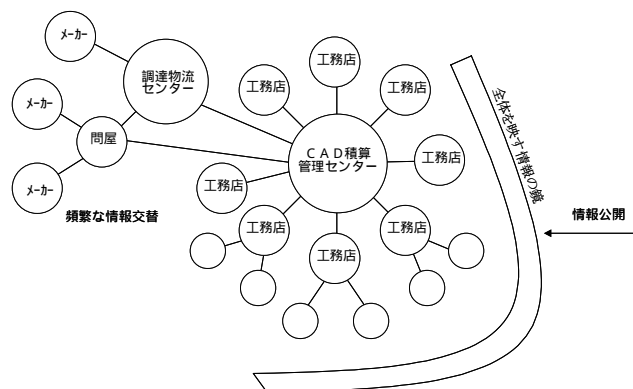 メーカー
調達物流
センター
工務店
工務店
工務店
メーカー
問屋
CAD積算
管理センター
工務店
メーカー
工務店
頻繁な情報交替
工務店
工務店
工務店
全体を映す情報の鏡
情報公開